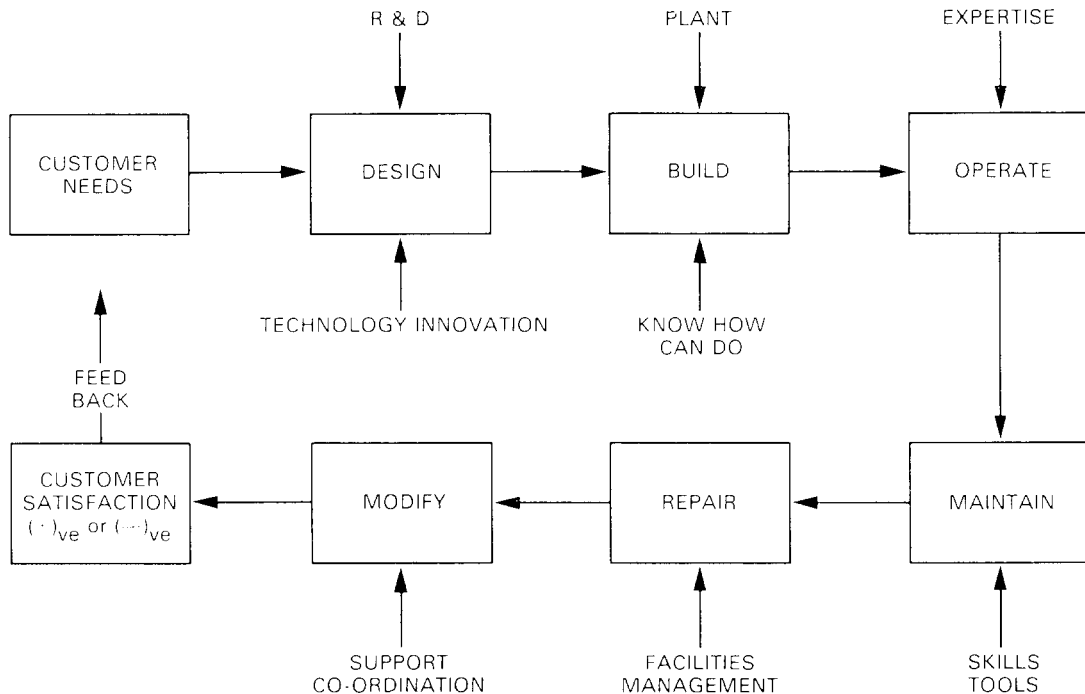 R & D
PLANT
EXPERTISE
CUSTOMER
NEEDS
DESIGN
BUILD
OPERATE
TECHNOLOGY INNOVATION
KNOW HOW
CAN DO
FEED
BACK
CUSTOMER
SATISFACTION
(-)ve or (—)ve
MODIFY
REPAIR
MAINTAIN
SUPPORT
CO-ORDINATION
FACILITIES
MANAGEMENT
SKILLS
TOOLS